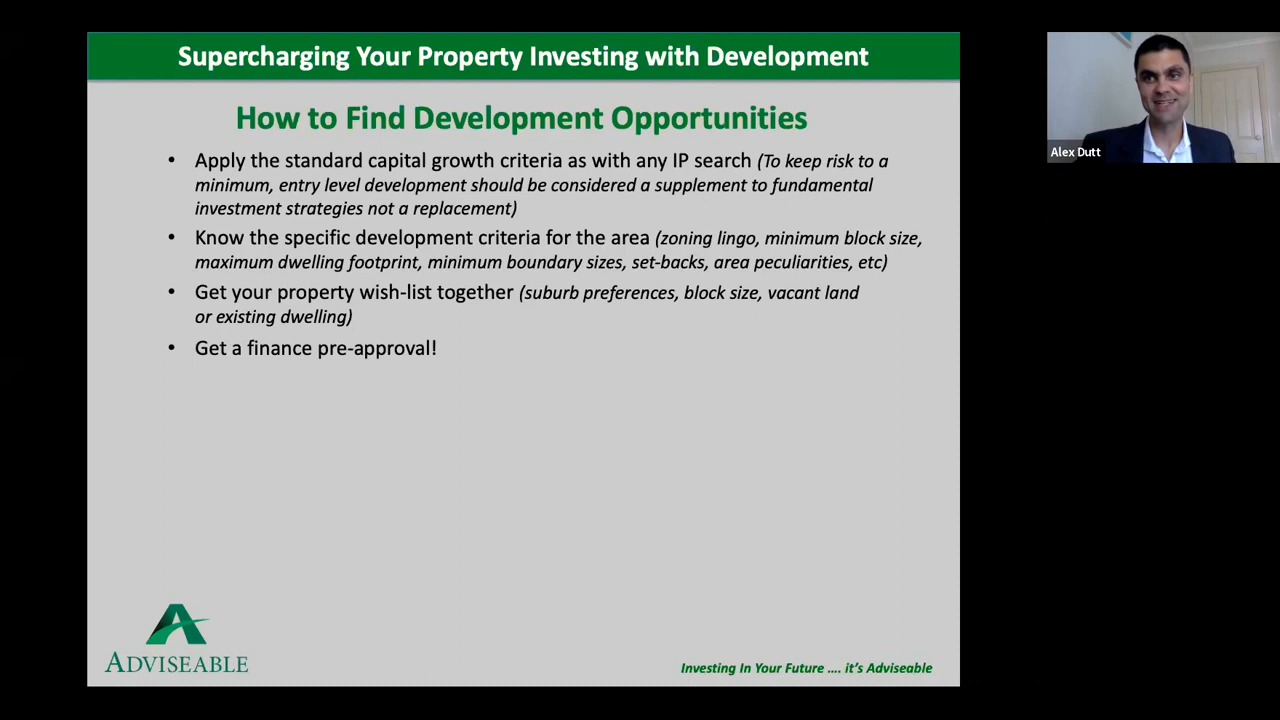 Supercharging Your Property Investing with Development
How to Find Development Opportunities
• Apply the standard capital growth criteria as with any IP search (To keep risk to a
minimum, entry level development should be considered a supplement to fundamental
investment strategies not a replacement)
• Know the specific development criteria for the area (zoning lingo, minimum block size,
maximum dwelling footprint, minimum boundary sizes, set-backs, area peculiarities, etc)
• Get your property wish-list together (suburb preferences, block size, vacant land
or existing dwelling)
• Get a finance pre-approval!
ADVISEABLE
Investing In Your Future .... it's Adviseable
Alex Dutt